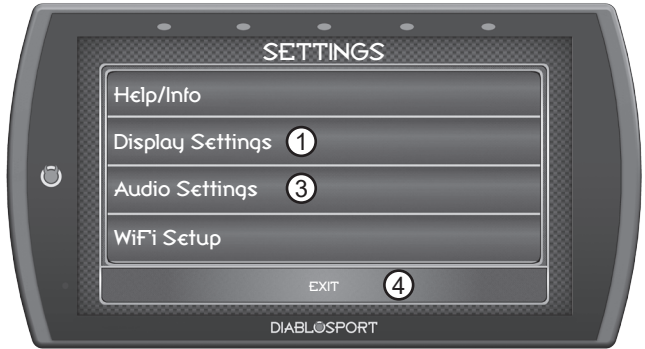 SETTINGS
Help/Info
Display Settings 1
Audio Settings 3
WiFi Setup
EXIT 4
DIABLOSPORT